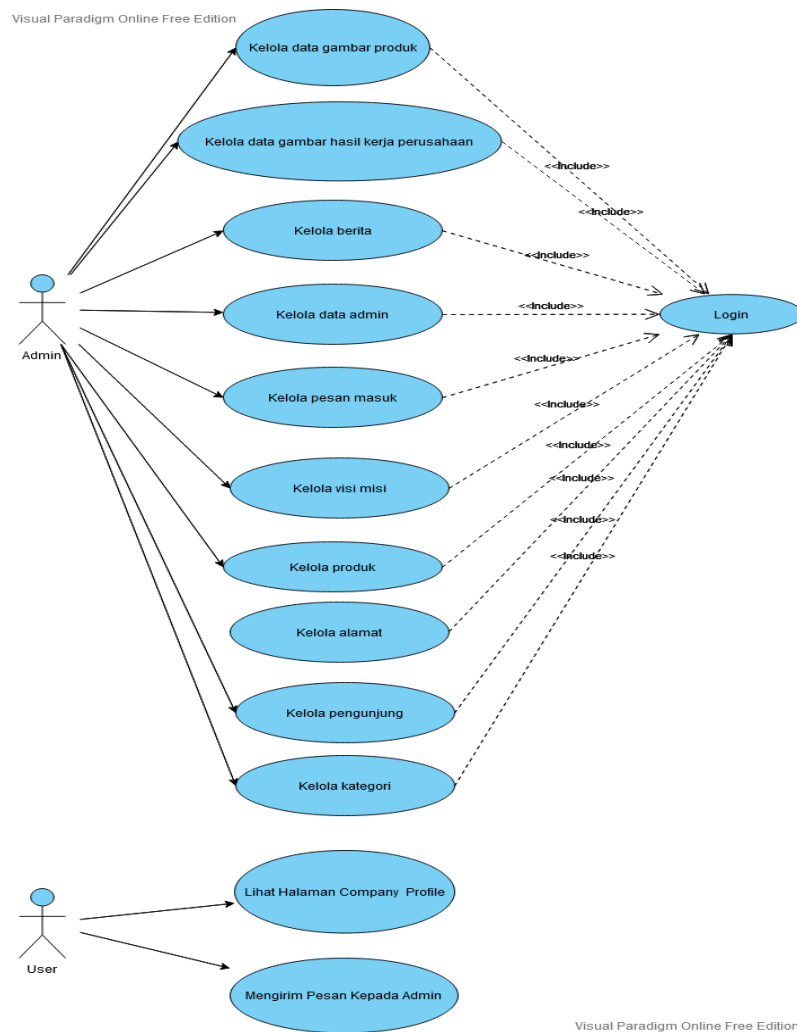 Visual Paradigm Online Free Edition
Kelola data gambar produk
Kelola data gambar hasil kerja perusahaan
<<Include>>
<<Include>>
Kelola berita
<<Include>>
Kelola data admin
<<Include>>
Login
Admin
Kelola pesan masuk
<<Include>>
<<Include>>
<<Include>>
Kelola visi misi
<<Include>>
<<Include>>
<<Include>>
Kelola produk
Kelola alamat
Kelola pengunjung
Kelola kategori
Lihat Halaman Company Profile
User
Mengirim Pesan Kepada Admin
Visual Paradigm Online Free Edition